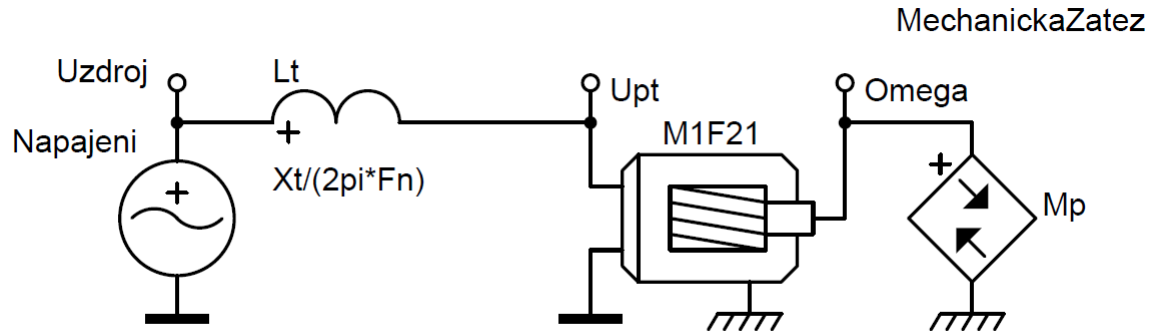 MechanickaZatez
Uzdroj
Lt
Upt
Omega
Napajeni
M1F21
+
+
+
Xt/(2pi*Fn)
Mp